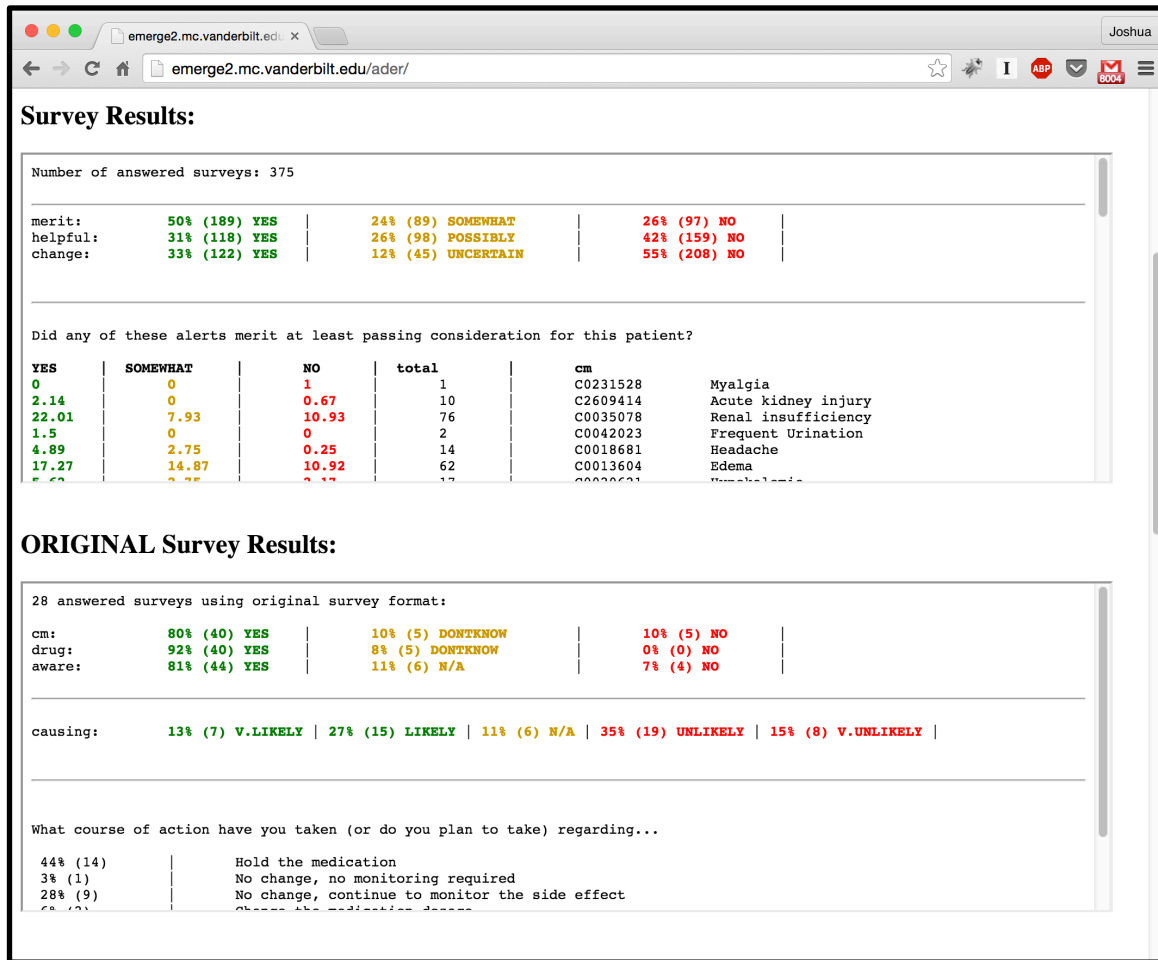 emerge2.mc.vanderbilt.edu ×
Joshua
emerge2.mc.vanderbilt.edu/ader/
I
ABP
8004
Survey Results:
Number of answered surveys: 375
merit: 50% (189) YES | 24% (89) SOMEWHAT | 26% (97) NO |
helpful: 31% (118) YES | 26% (98) POSSIBLY | 42% (159) NO |
change: 33% (122) YES | 12% (45) UNCERTAIN | 55% (208) NO |
Did any of these alerts merit at least passing consideration for this patient?
YES | SOMEWHAT | NO | total | cm
0 | 0 | 1 | 1 | C0231528 Myalgia
2.14 | 0 | 0.67 | 10 | C2609414 Acute kidney injury
22.01 | 7.93 | 10.93 | 76 | C0035078 Renal insufficiency
1.5 | 0 | 0 | 2 | C0042023 Frequent Urination
4.89 | 2.75 | 0.25 | 14 | C0018681 Headache
17.27 | 14.87 | 10.92 | 62 | C0013604 Edema
ORIGINAL Survey Results:
28 answered surveys using original survey format:
cm: 80% (40) YES | 10% (5) DONTKNOW | 10% (5) NO |
drug: 92% (40) YES | 8% (5) DONTKNOW | 0% (0) NO |
aware: 81% (44) YES | 11% (6) N/A | 7% (4) NO |
causing: 13% (7) V.LIKELY | 27% (15) LIKELY | 11% (6) N/A | 35% (19) UNLIKELY | 15% (8) V.UNLIKELY |
What course of action have you taken (or do you plan to take) regarding...
44% (14) | Hold the medication
3% (1) | No change, no monitoring required
28% (9) | No change, continue to monitor the side effect